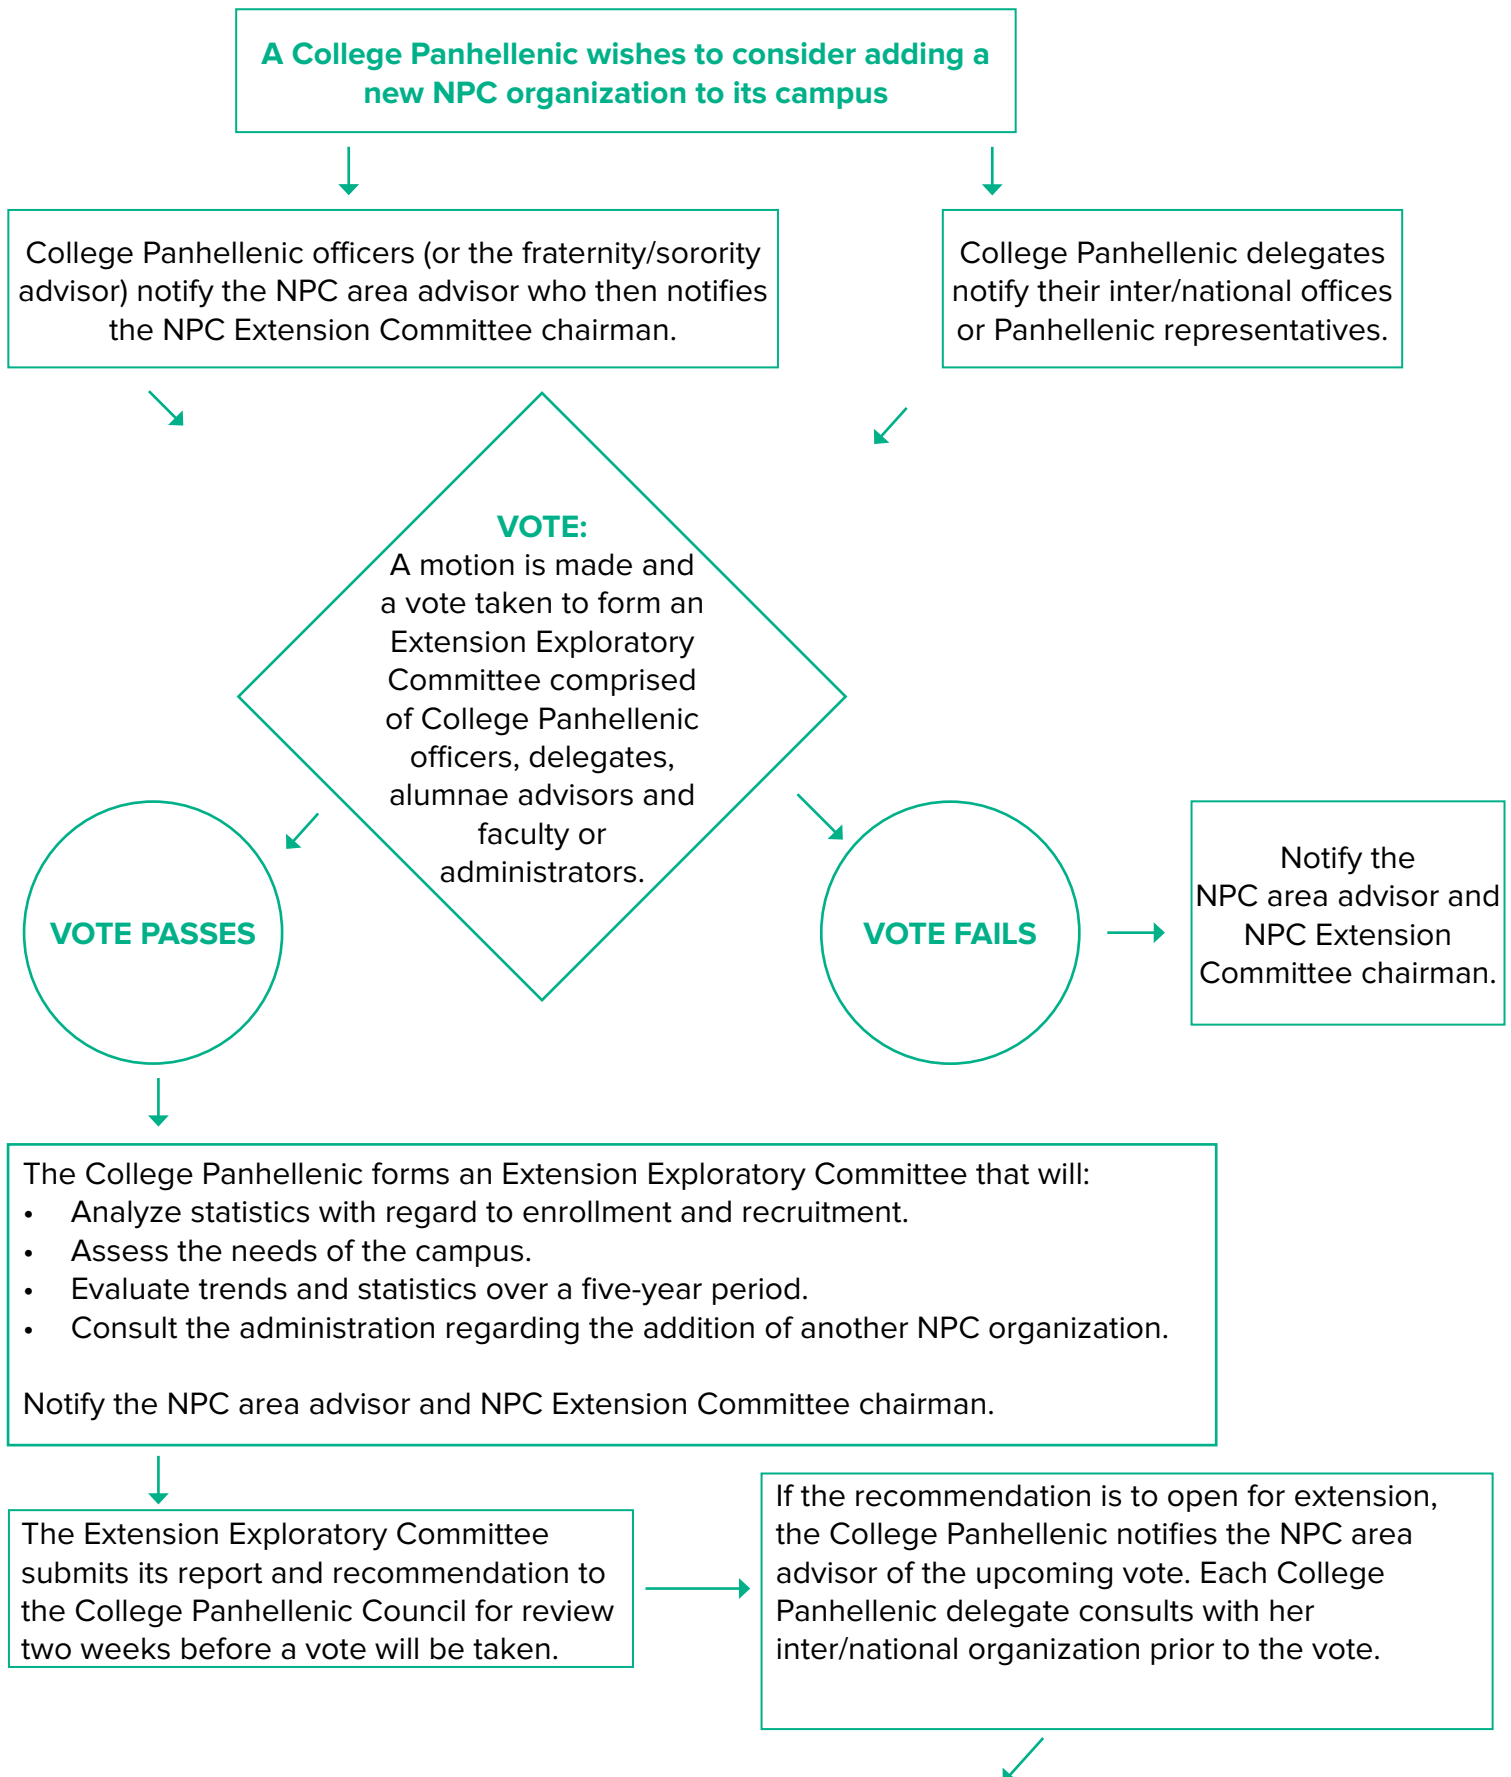 A College Panhellenic wishes to consider adding a
new NPC organization to its campus
College Panhellenic officers (or the fraternity/sorority
advisor) notify the NPC area advisor who then notifies
the NPC Extension Committee chairman.
College Panhellenic delegates
notify their inter/national offices
or Panhellenic representatives.
VOTE:
A motion is made and
a vote taken to form an
Extension Exploratory
Committee comprised
of College Panhellenic
officers, delegates,
alumnae advisors and
faculty or
administrators.
VOTE PASSES
VOTE FAILS
Notify the
NPC area advisor and
NPC Extension
Committee chairman.
The College Panhellenic forms an Extension Exploratory Committee that will:
• Analyze statistics with regard to enrollment and recruitment.
• Assess the needs of the campus.
• Evaluate trends and statistics over a five-year period.
• Consult the administration regarding the addition of another NPC organization.
Notify the NPC area advisor and NPC Extension Committee chairman.
The Extension Exploratory Committee
submits its report and recommendation to
the College Panhellenic Council for review
two weeks before a vote will be taken.
If the recommendation is to open for extension,
the College Panhellenic notifies the NPC area
advisor of the upcoming vote. Each College
Panhellenic delegate consults with her
inter/national organization prior to the vote.